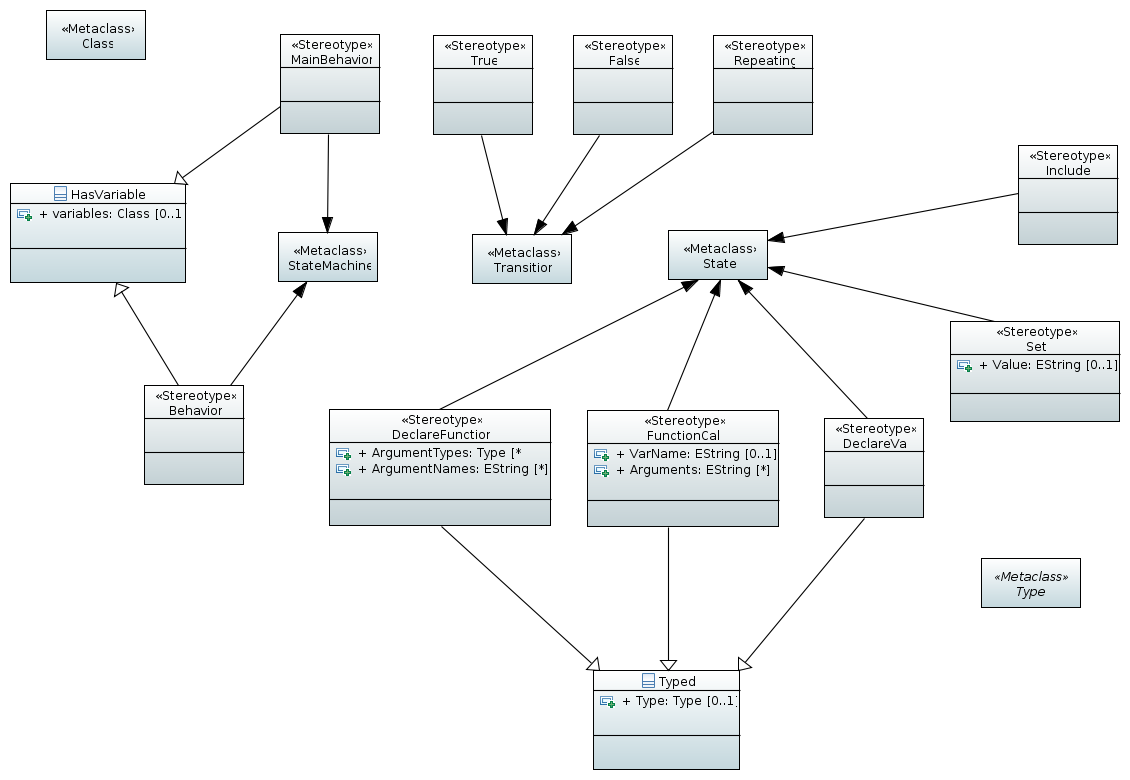 «Metaclass»
Class
«Stereotype»
MainBehavior
«Stereotype»
True
«Stereotype»
False
«Stereotype»
Repeating
«Stereotype»
Include
HasVariable
+ variables: Class [0..1
«Metaclass»
StateMachine
«Metaclass»
Transition
«Metaclass»
State
«Stereotype»
Set
+ Value: EString [0..1]
«Stereotype»
Behavior
«Stereotype»
DeclareFunction
+ ArgumentTypes: Type [*
+ ArgumentNames: EString [*]
«Stereotype»
FunctionCal
+ VarName: EString [0..1]
+ Arguments: EString [*]
«Stereotype»
DeclareVa
«Metaclass»
Type
Typed
+ Type: Type [0..1]